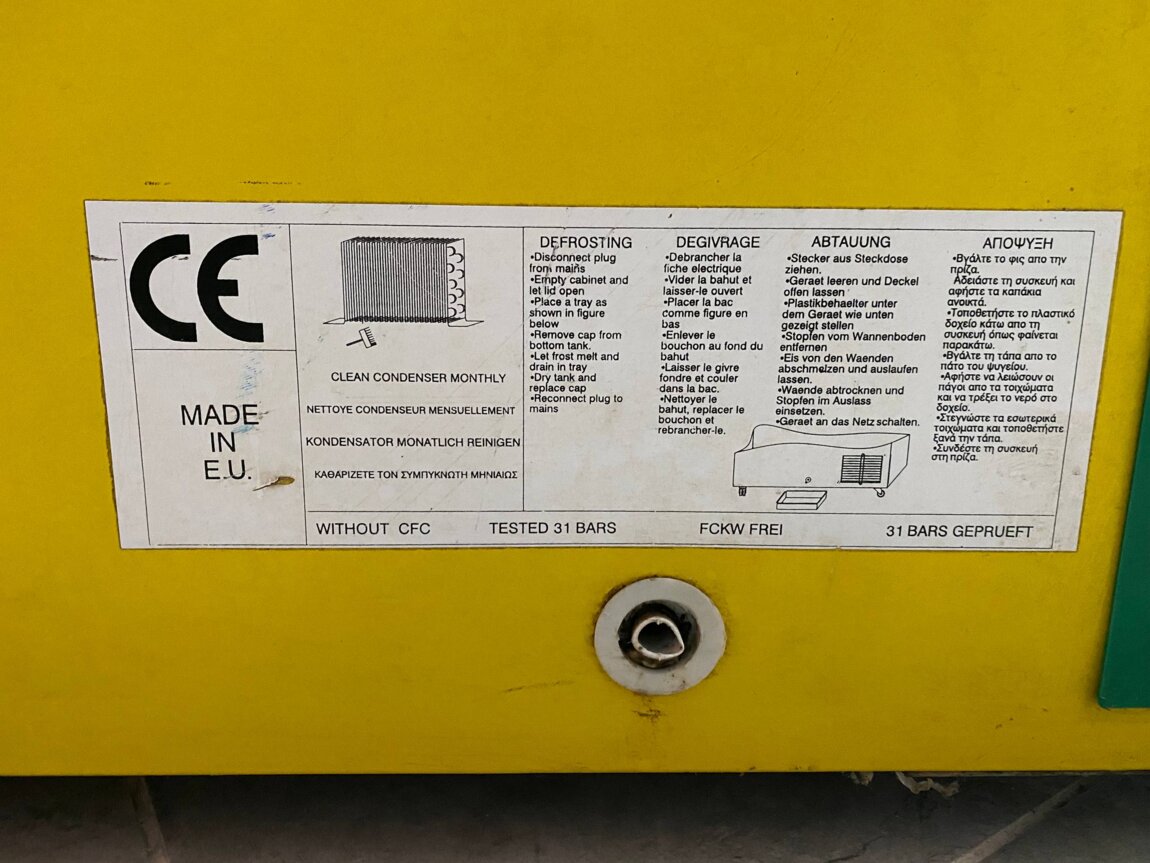 CE
MADE
IN
E.U.
CLEAN CONDENSER MONTHLY
NETTOYE CONDENSEUR MENSUELLEMENT
KONDENSATOR MONATLICH REINIGEN
ΚΑΘΑΡΙΖΕΤΕ ΤΟΝ ΣΥΜΠΥΚΝΩΤΗ ΜΗΝΙΑΙΩΣ
DEFROSTING
•Disconnect plug
from mains
•Empty cabinet and
let lid open
•Place a tray as
shown in figure
below
•Remove cap from
bottom tank.
•Let frost melt and
drain in tray
•Dry tank and
replace cap
•Reconnect plug to
mains
DEGIVRAGE
•Debrancher la
fiche electrique
•Vider la bahut et
laisser-le ouvert
•Placer la bac
comme figure en
bas
•Enlever le
bouchon au fond du
bahut
•Laisser le givre
fondre et couler
dans la bac.
•Nettoyer le
bahut, replacer le
bouchon et
rebrancher-le.
ABTAUUNG
•Stecker aus Steckdose
ziehen.
•Geraet leeren und Deckel
offen lassen
•Plastikbehaelter unter
dem Geraet wie unten
gezeigt stellen
•Stopfen vom Wannenboden
entfernen
•Eis von den Waenden
abschmelzen und auslaufen
lassen.
•Waende abtrocknen und
Stopfen im Auslass
einsetzen.
•Geraet an das Netz schalten.
ΑΠΟΨΥΞΗ
•Βγάλτε το φις απο την
πρίζα.
Αδειάστε τη συσκευή και
αφήστε τα καπάκια
ανοικτά.
•Τοποθετήστε το πλαστικό
δοχείο κάτω απο τη
συσκευή όπως φαίνεται
παρακάτω.
•Βγάλτε τη τάπα απο το
πάτο του ψυγείου.
•Αφήστε να λειώσουν οι
πάγοι απο τα τοιχώματα
και να τρέξει το νερό στο
δοχείο.
•Στεγνώστε τα εσωτερικά
τοιχώματα και τοποθετήστε
ξανά την τάπα.
•Συνδέστε τη συσκευή
στη πρίζα.
WITHOUT CFC TESTED 31 BARS FCKW FREI 31 BARS GEPRUEFT